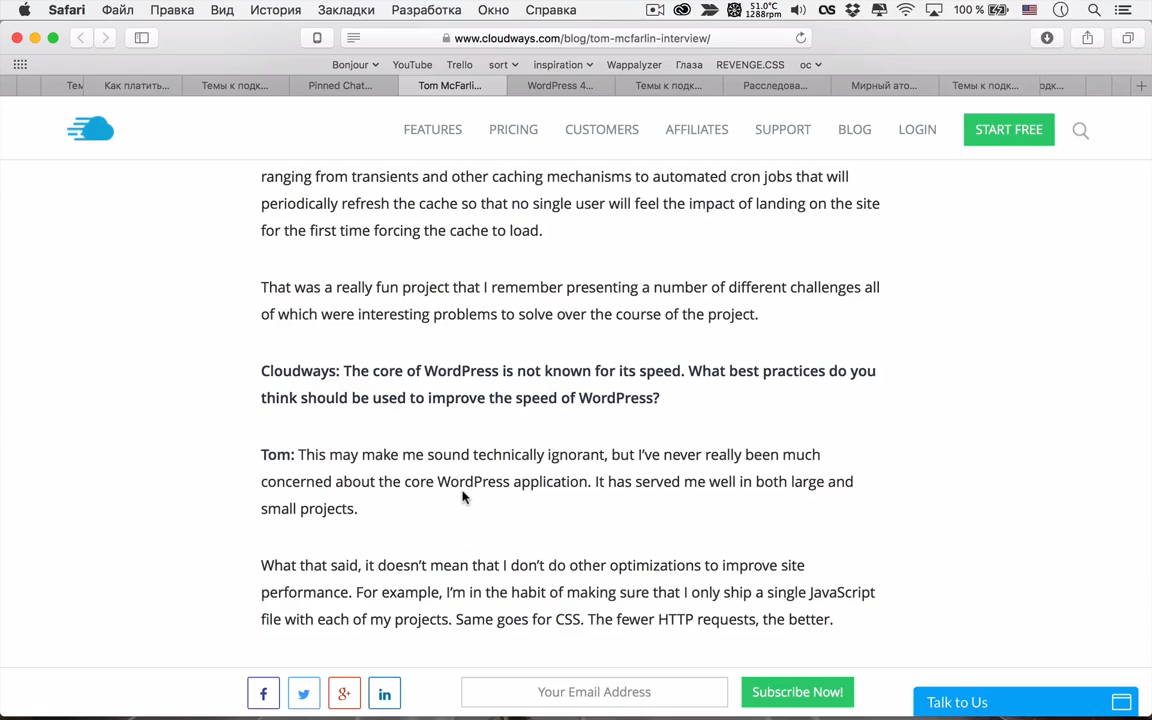 Safari Файл Правка Вид История Закладки Разработка Окно Справка 51.0°C 1288rpm 100 %
www.cloudways.com/blog/tom-mcfarlin-interview/
Bonjour YouTube Trello sort inspiration Wappalyzer Глаза REVENGE.CSS ос
Тем Как платить... Темы к подк... Pinned Chat... Tom McFarli... WordPress 4... Темы к подк... Расследова... Мирный ато... Темы к подк... одк...
FEATURES PRICING CUSTOMERS AFFILIATES SUPPORT BLOG LOGIN START FREE
ranging from transients and other caching mechanisms to automated cron jobs that will
periodically refresh the cache so that no single user will feel the impact of landing on the site
for the first time forcing the cache to load.
That was a really fun project that I remember presenting a number of different challenges all
of which were interesting problems to solve over the course of the project.
Cloudways: The core of WordPress is not known for its speed. What best practices do you
think should be used to improve the speed of WordPress?
Tom: This may make me sound technically ignorant, but I’ve never really been much
concerned about the core WordPress application. It has served me well in both large and
small projects.
What that said, it doesn’t mean that I don’t do other optimizations to improve site
performance. For example, I’m in the habit of making sure that I only ship a single JavaScript
file with each of my projects. Same goes for CSS. The fewer HTTP requests, the better.
Your Email Address Subscribe Now!
Talk to Us